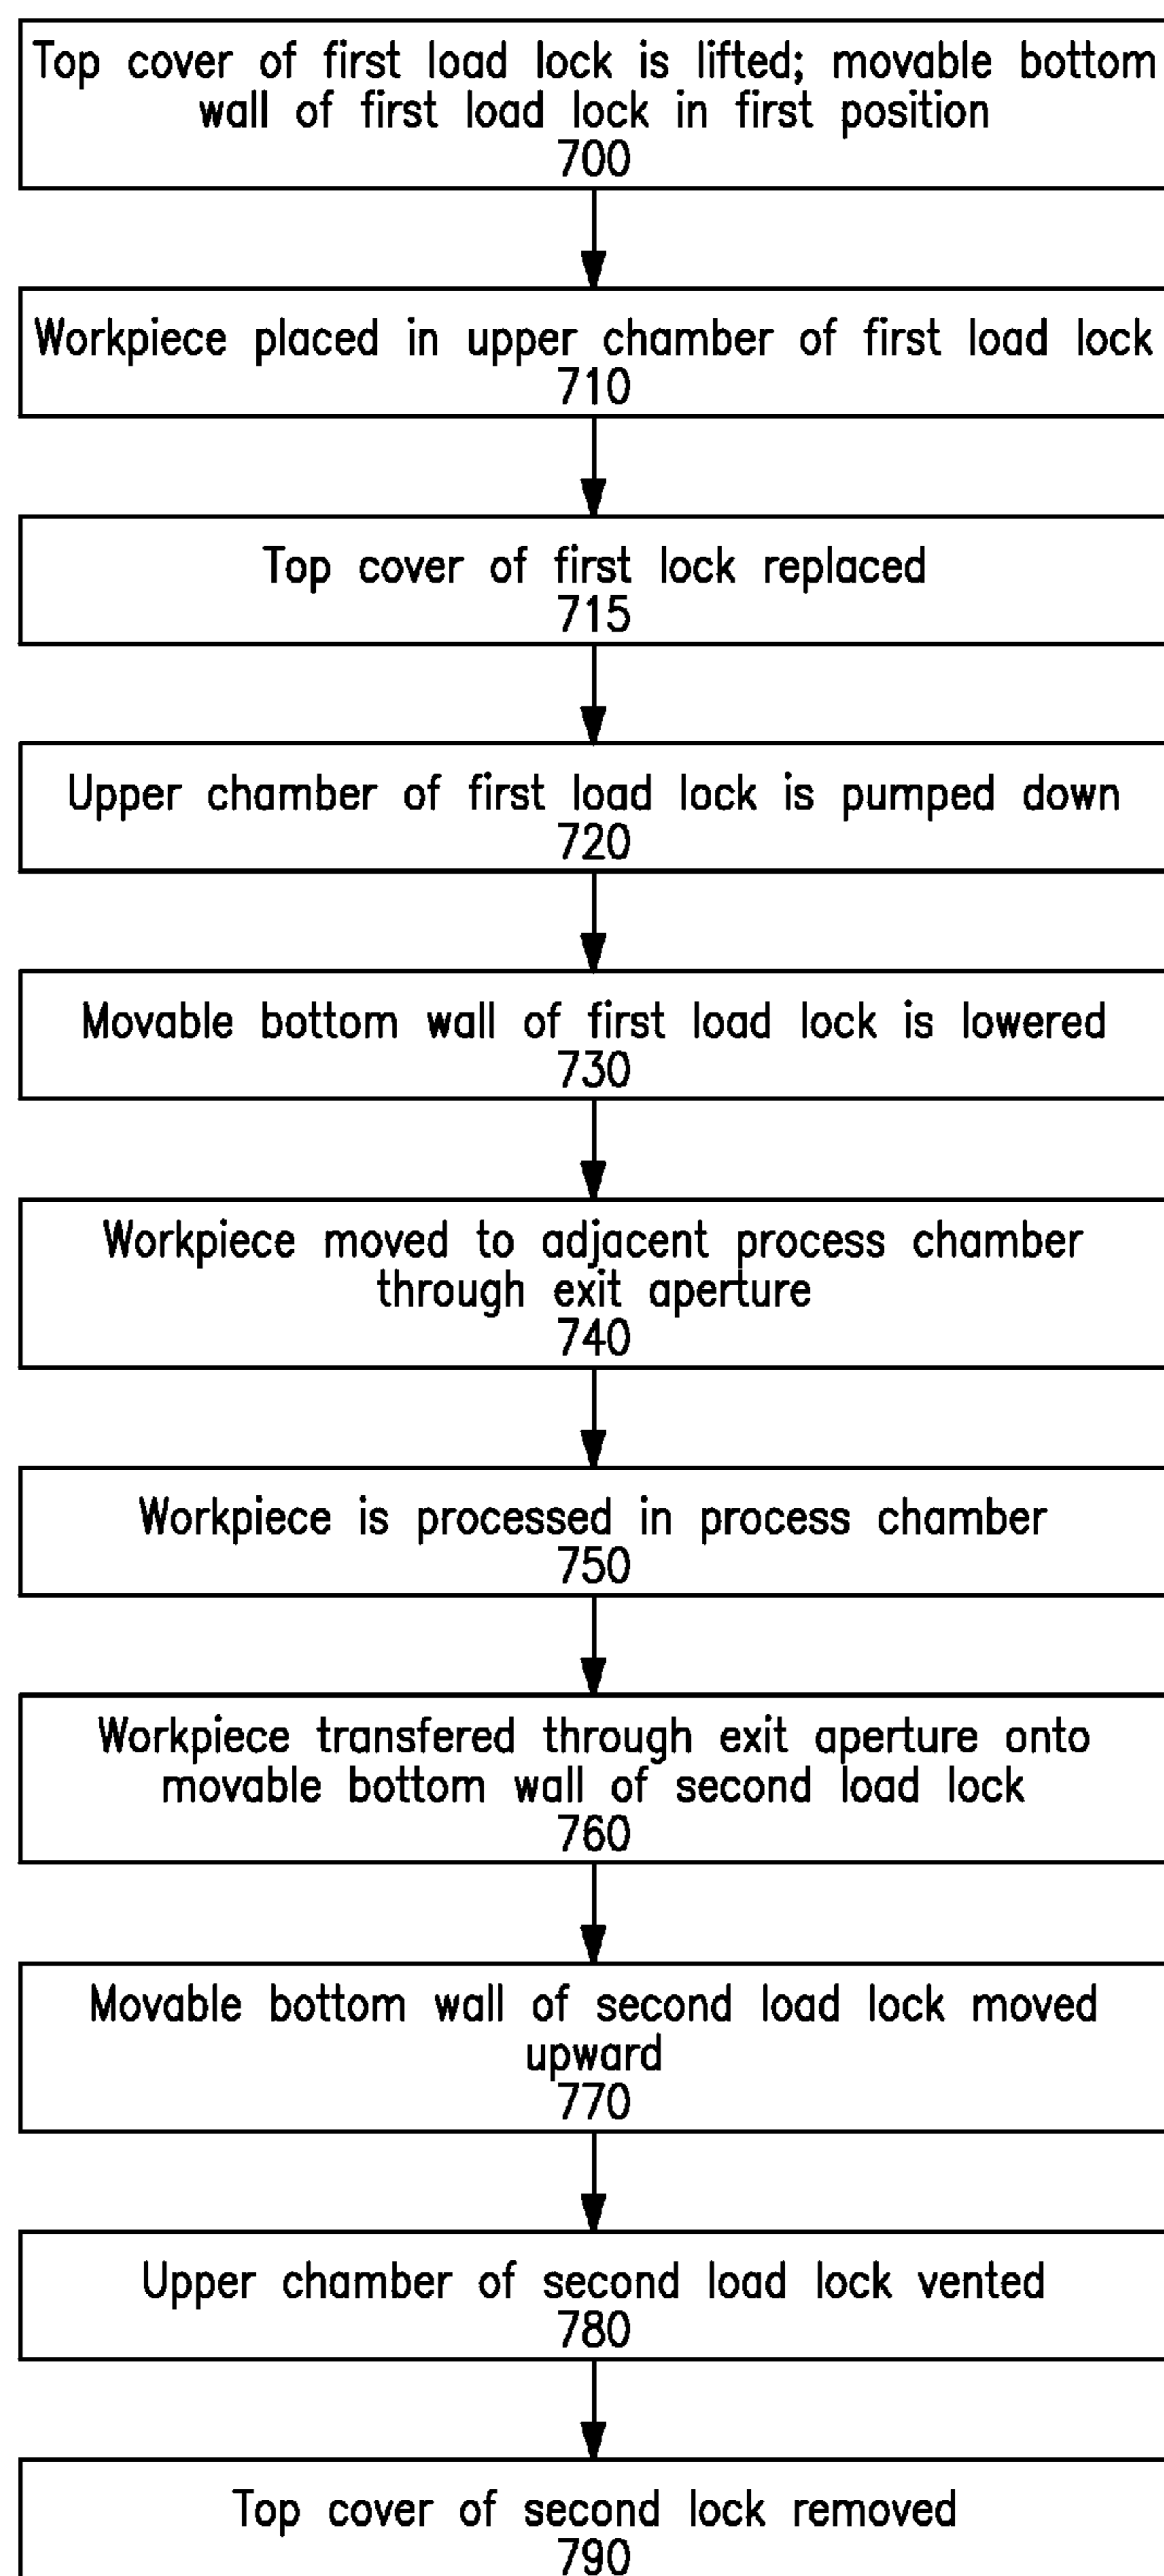 Top cover of first load lock is lifted; movable bottom
wall of first load lock in first position
700
Workpiece placed in upper chamber of first load lock
710
Top cover of first lock replaced
715
Upper chamber of first load lock is pumped down
720
Movable bottom wall of first load lock is lowered
730
Workpiece moved to adjacent process chamber
through exit aperture
740
Workpiece is processed in process chamber
750
Workpiece transfered through exit aperture onto
movable bottom wall of second load lock
760
Movable bottom wall of second load lock moved
upward
770
Upper chamber of second load lock vented
780
Top cover of second lock removed
790